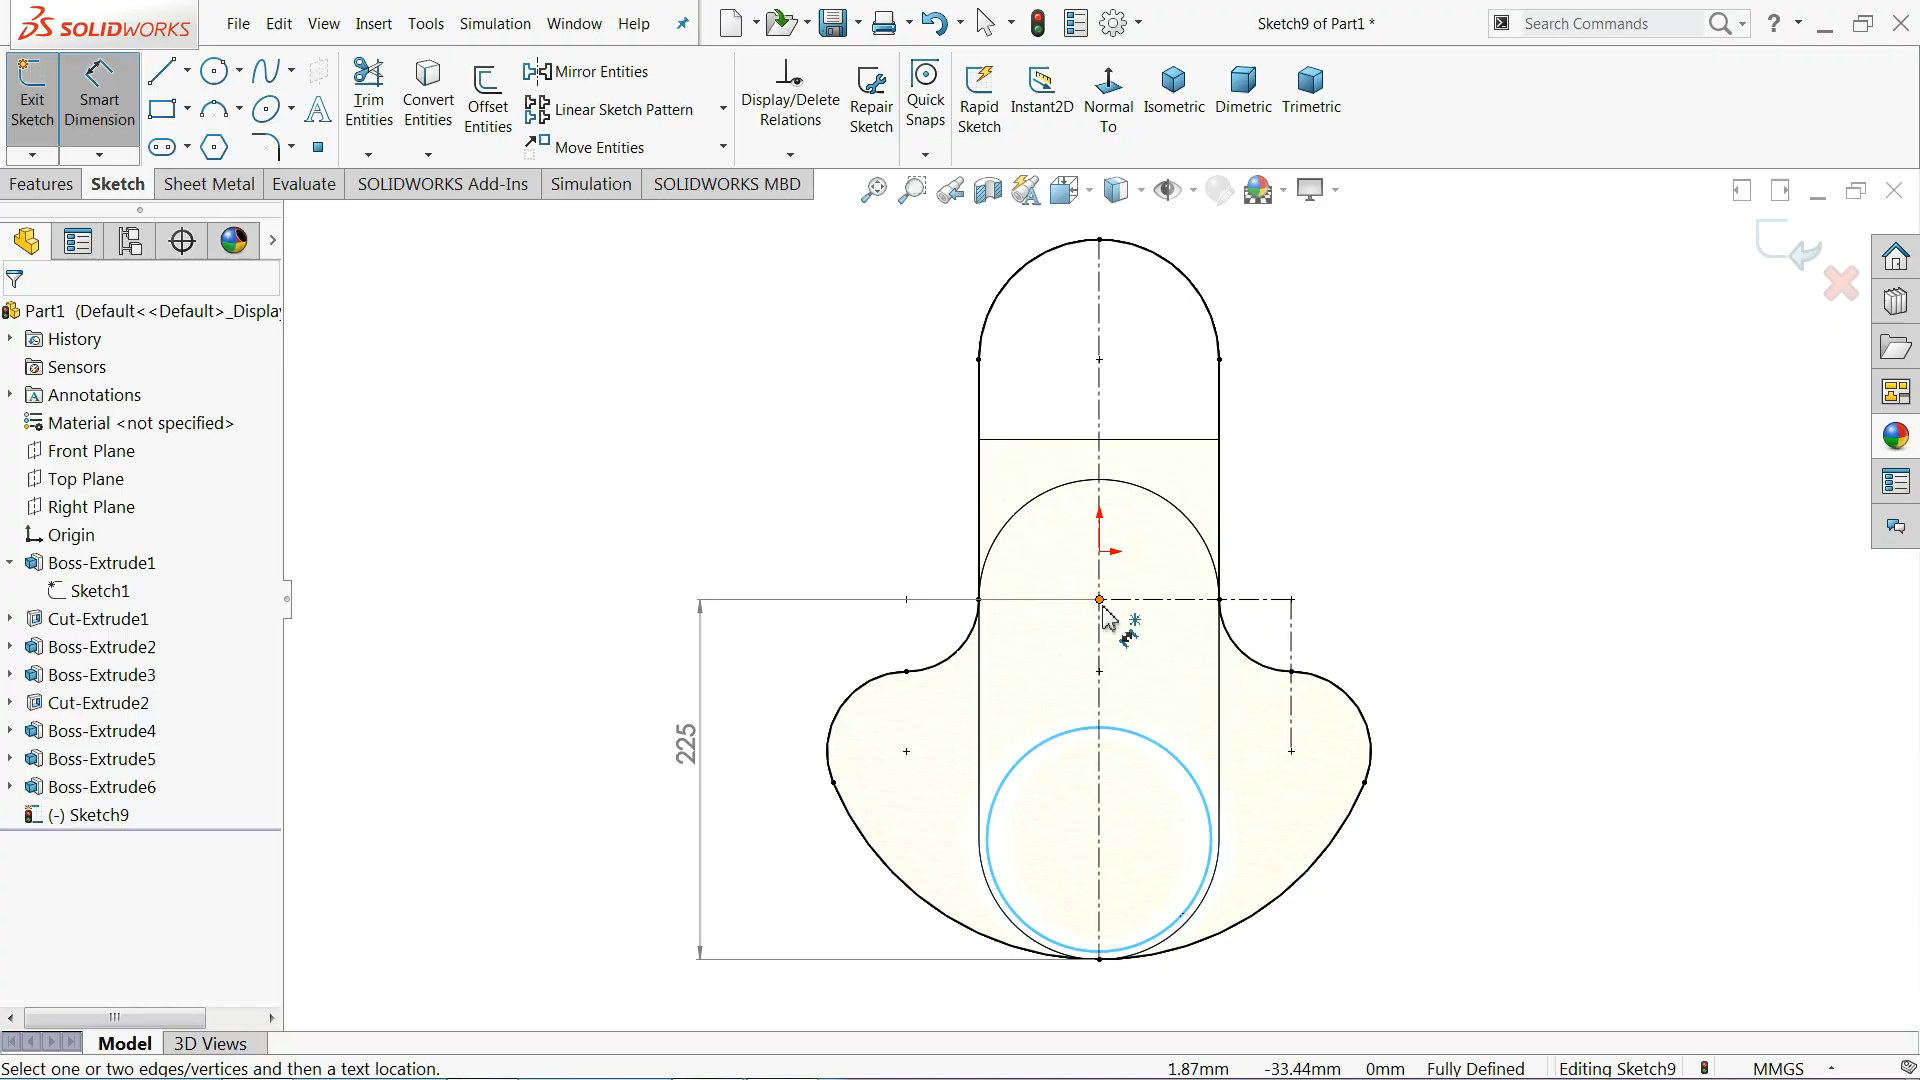 SOLIDWORKS
File Edit View Insert Tools Simulation Window Help
Sketch9 of Part1 *
Search Commands
?
Exit Sketch
Smart Dimension
Trim Entities
Convert Entities
Offset Entities
Mirror Entities
Linear Sketch Pattern
Move Entities
Display/Delete Relations
Repair Sketch
Quick Snaps
Rapid Sketch
Instant2D
Normal To
Isometric
Dimetric
Trimetric
Features Sketch Sheet Metal Evaluate SOLIDWORKS Add-Ins Simulation SOLIDWORKS MBD
Part1 (Default<<Default>_Displa
History
Sensors
Annotations
Material <not specified>
Front Plane
Top Plane
Right Plane
Origin
Boss-Extrude1
Sketch1
Cut-Extrude1
Boss-Extrude2
Boss-Extrude3
Cut-Extrude2
Boss-Extrude4
Boss-Extrude5
Boss-Extrude6
(-) Sketch9
225
Model 3D Views
Select one or two edges/vertices and then a text location.
1.87mm -33.44mm 0mm Fully Defined Editing Sketch9 MMGS